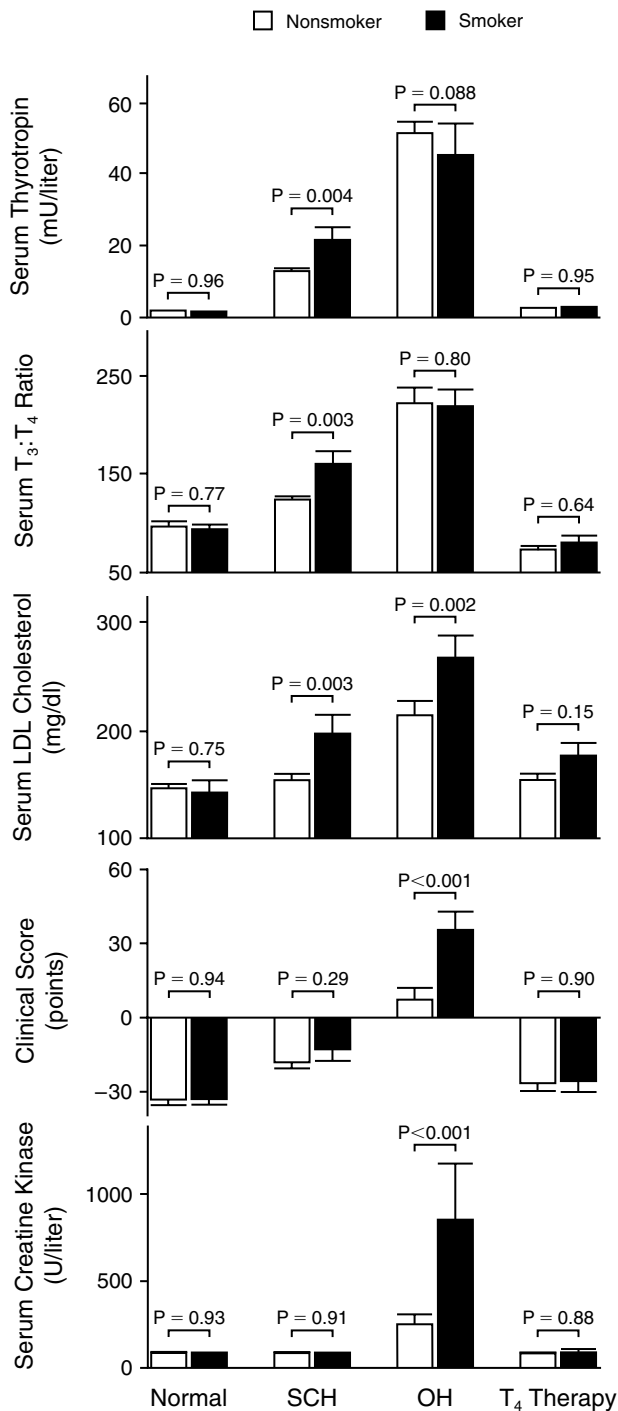 Nonsmoker Smoker
Serum Thyrotropin
(mU/liter)
60
40
20
0
P = 0.96
P = 0.004
P = 0.088
P = 0.95
Serum T₃:T₄ Ratio
250
150
50
P = 0.77
P = 0.003
P = 0.80
P = 0.64
Serum LDL Cholesterol
(mg/dl)
300
200
100
P = 0.75
P = 0.003
P = 0.002
P = 0.15
Clinical Score
(points)
60
30
0
−30
P = 0.94
P = 0.29
P<0.001
P = 0.90
Serum Creatine Kinase
(U/liter)
1000
500
0
P = 0.93
P = 0.91
P<0.001
P = 0.88
Normal SCH OH T₄ Therapy